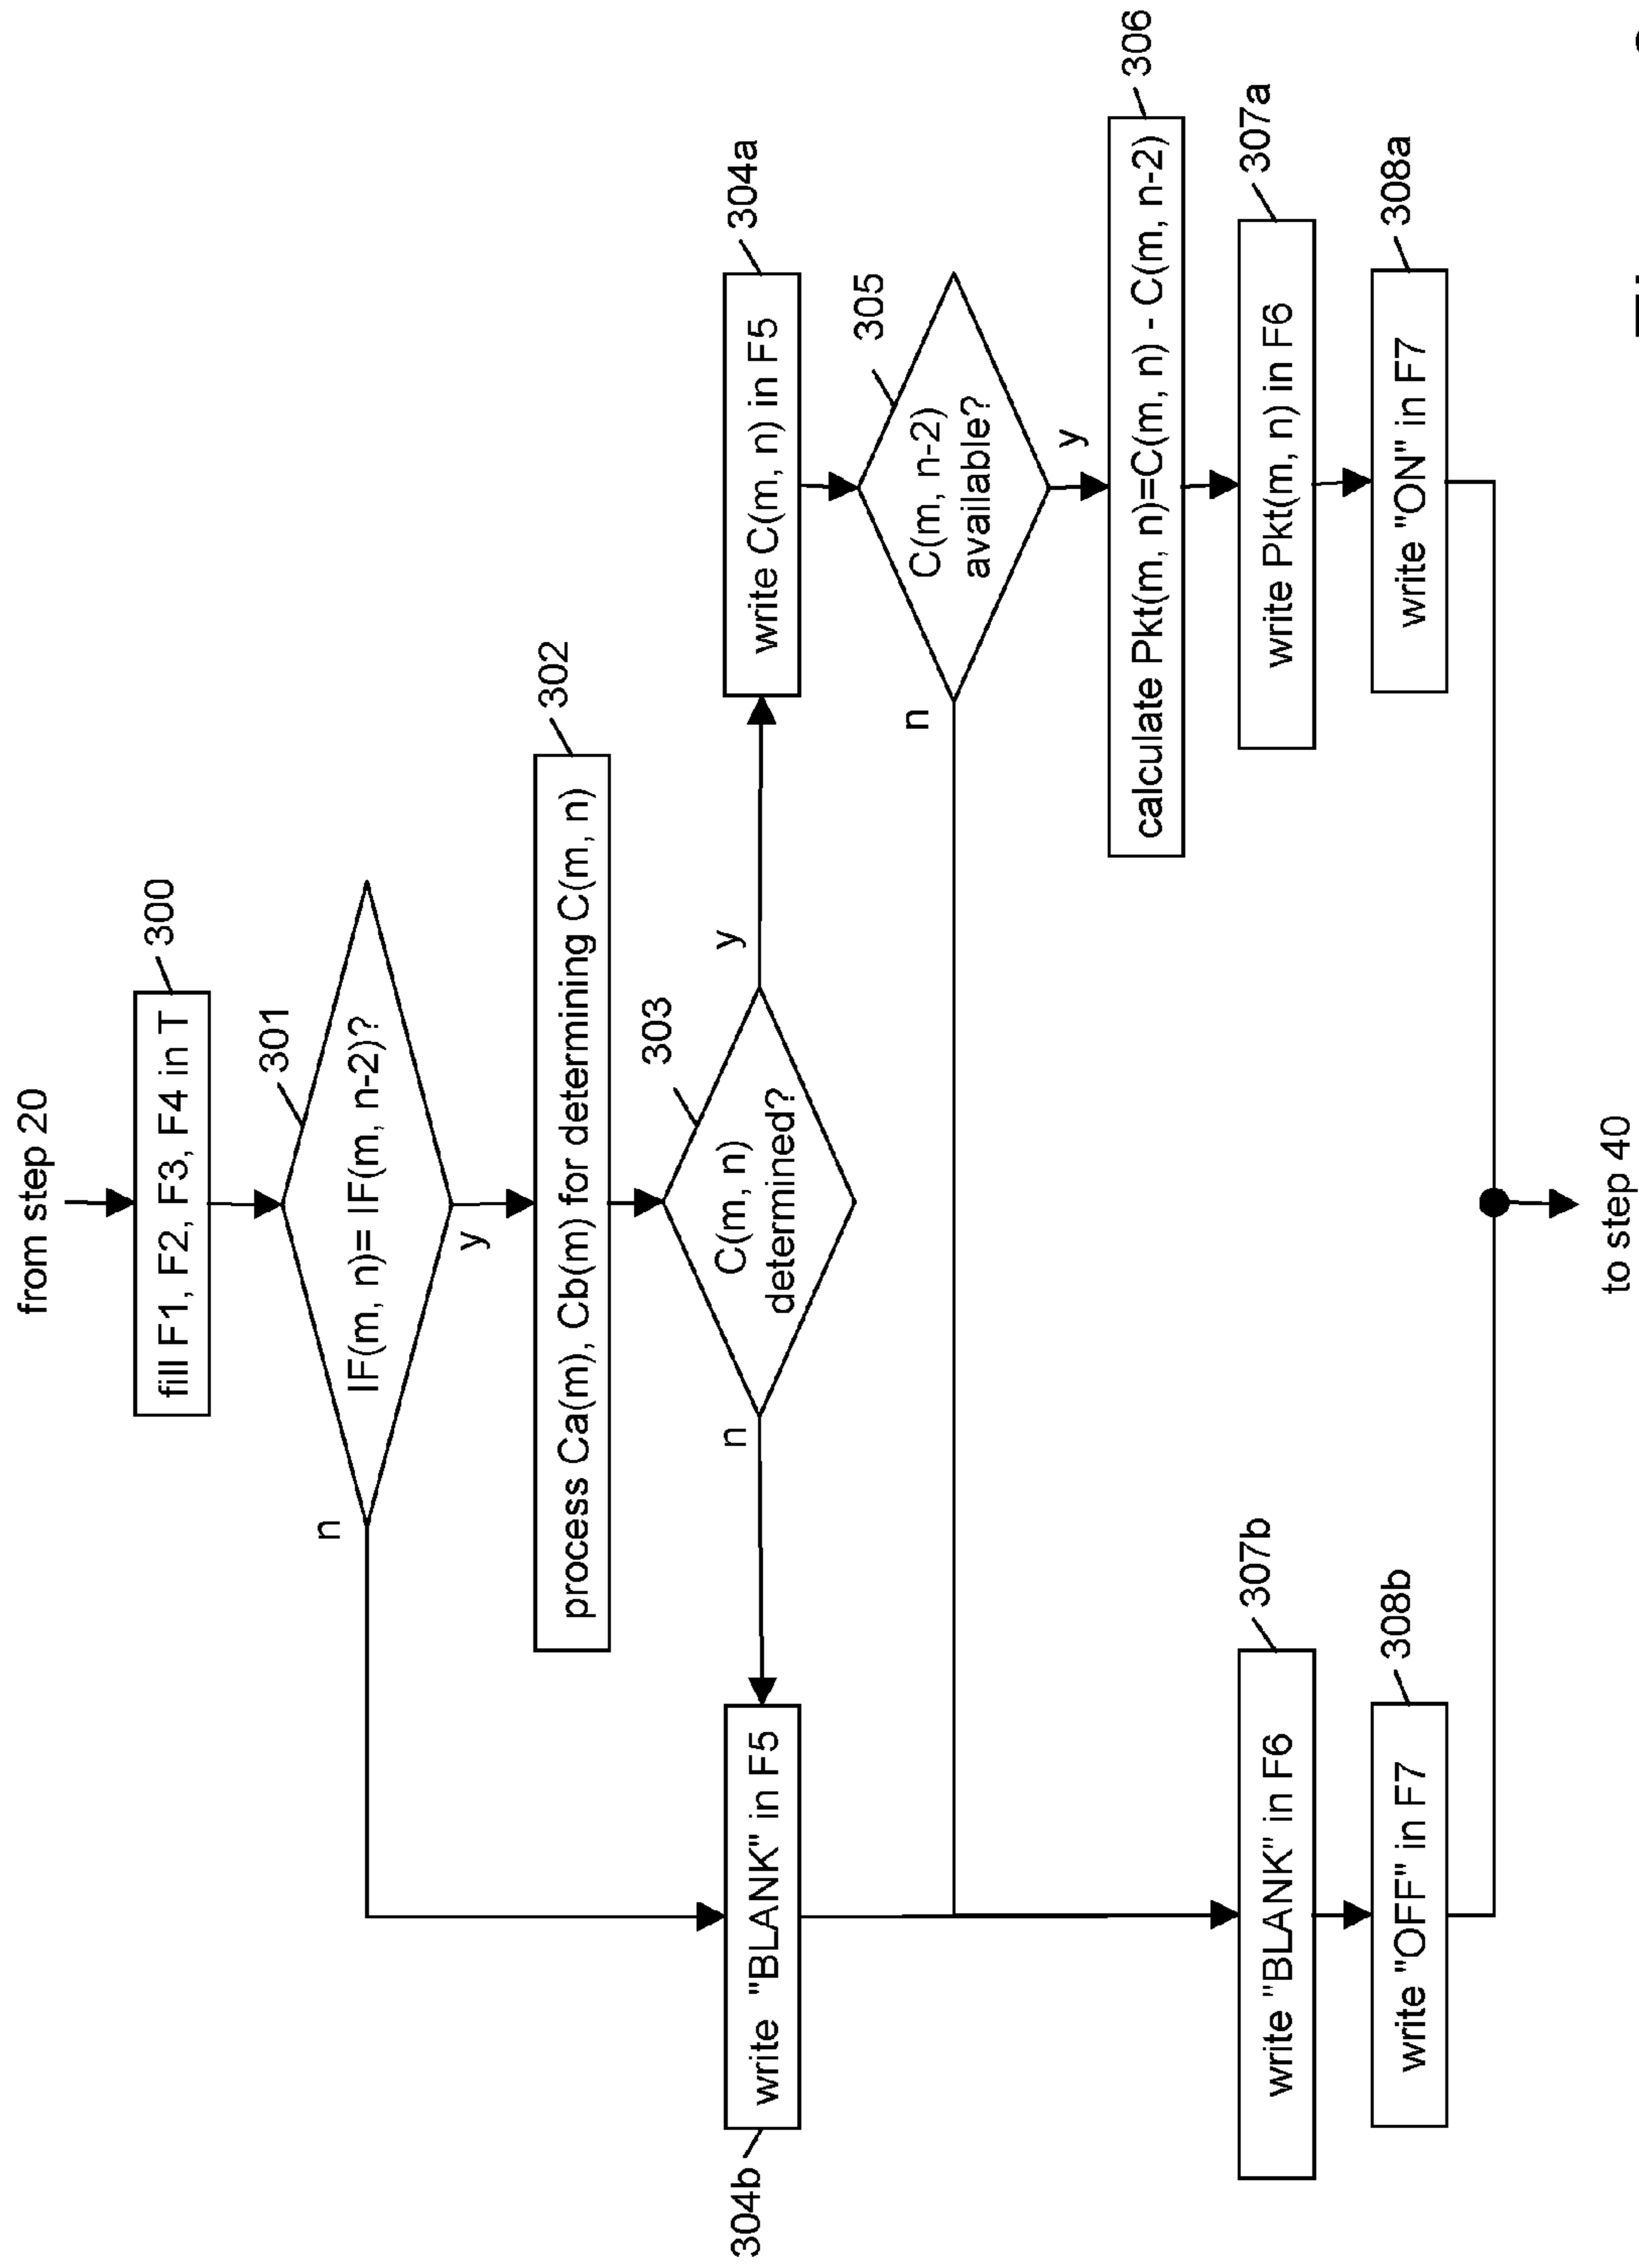 from step 20
300
fill F1, F2, F3, F4 in T
301
IF(m, n)= IF(m, n-2)?
n
y
302
process Ca(m), Cb(m) for determining C(m, n)
303
C(m, n)
determined?
n
y
304b
write "BLANK" in F5
304a
write C(m, n) in F5
305
C(m, n-2)
available?
n
y
306
calculate Pkt(m, n)=C(m, n) - C(m, n-2)
307b
write "BLANK" in F6
307a
write Pkt(m, n) in F6
308b
write "OFF" in F7
308a
write "ON" in F7
to step 40